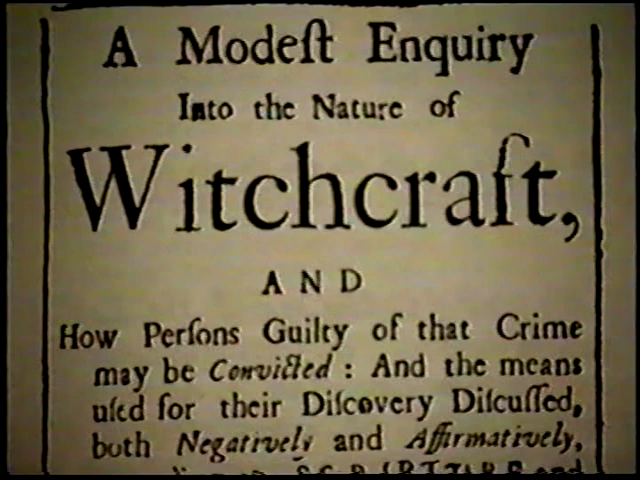 A Modeſt Enquiry
Into the Nature of
Witchcraft,
AND
How Perſons Guilty of that Crime
may be Convicted : And the means
uſed for their Diſcovery Diſcuſſed,
both Negatively and Affirmatively,
and